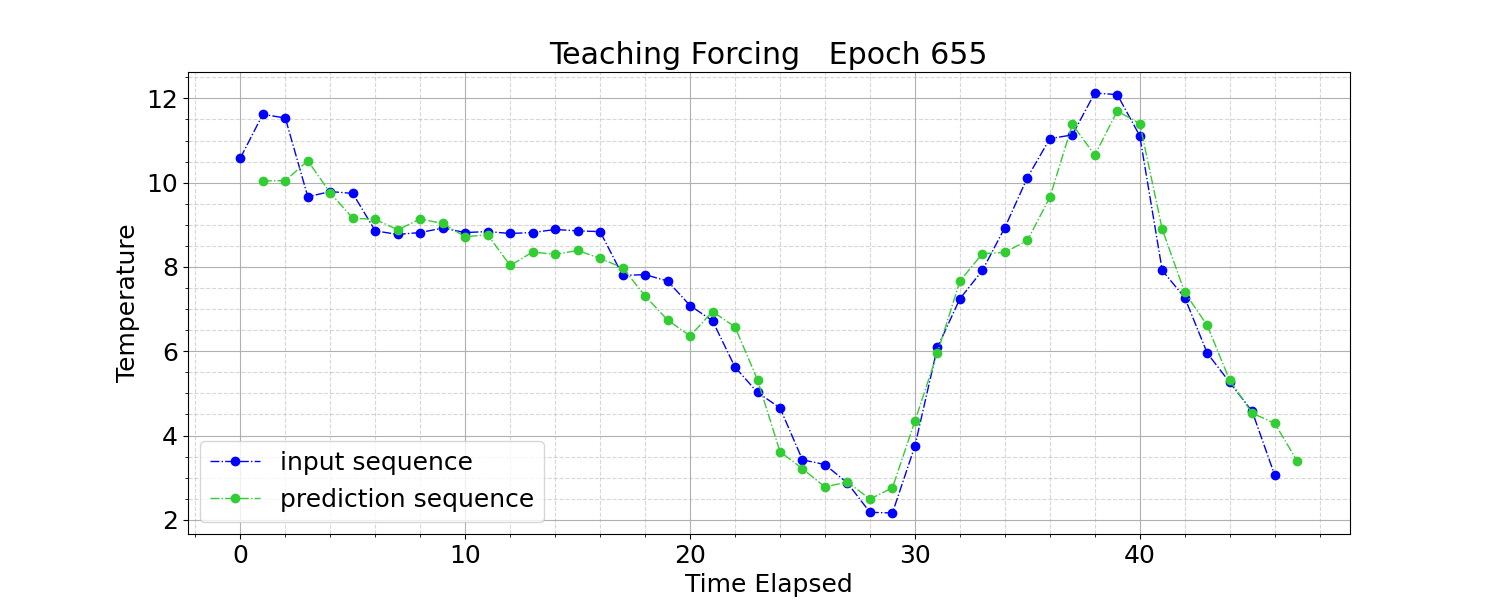 Teaching Forcing   Epoch 655
12
10
8
6
4
2
Temperature
input sequence
prediction sequence
0 10 20 30 40
Time Elapsed